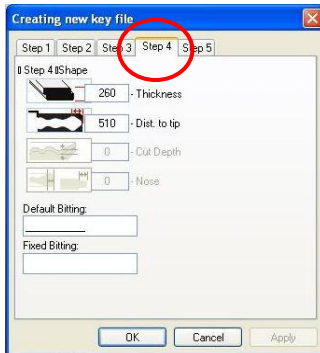 Creating new key file
Step 1 Step 2 Step 3 Step 4 Step 5
Step 4 Shape
260 - Thickness
510 - Dist. to tip
0 - Cut Depth
0 - Nose
Default Bitting:
Fixed Bitting:
OK Cancel Apply